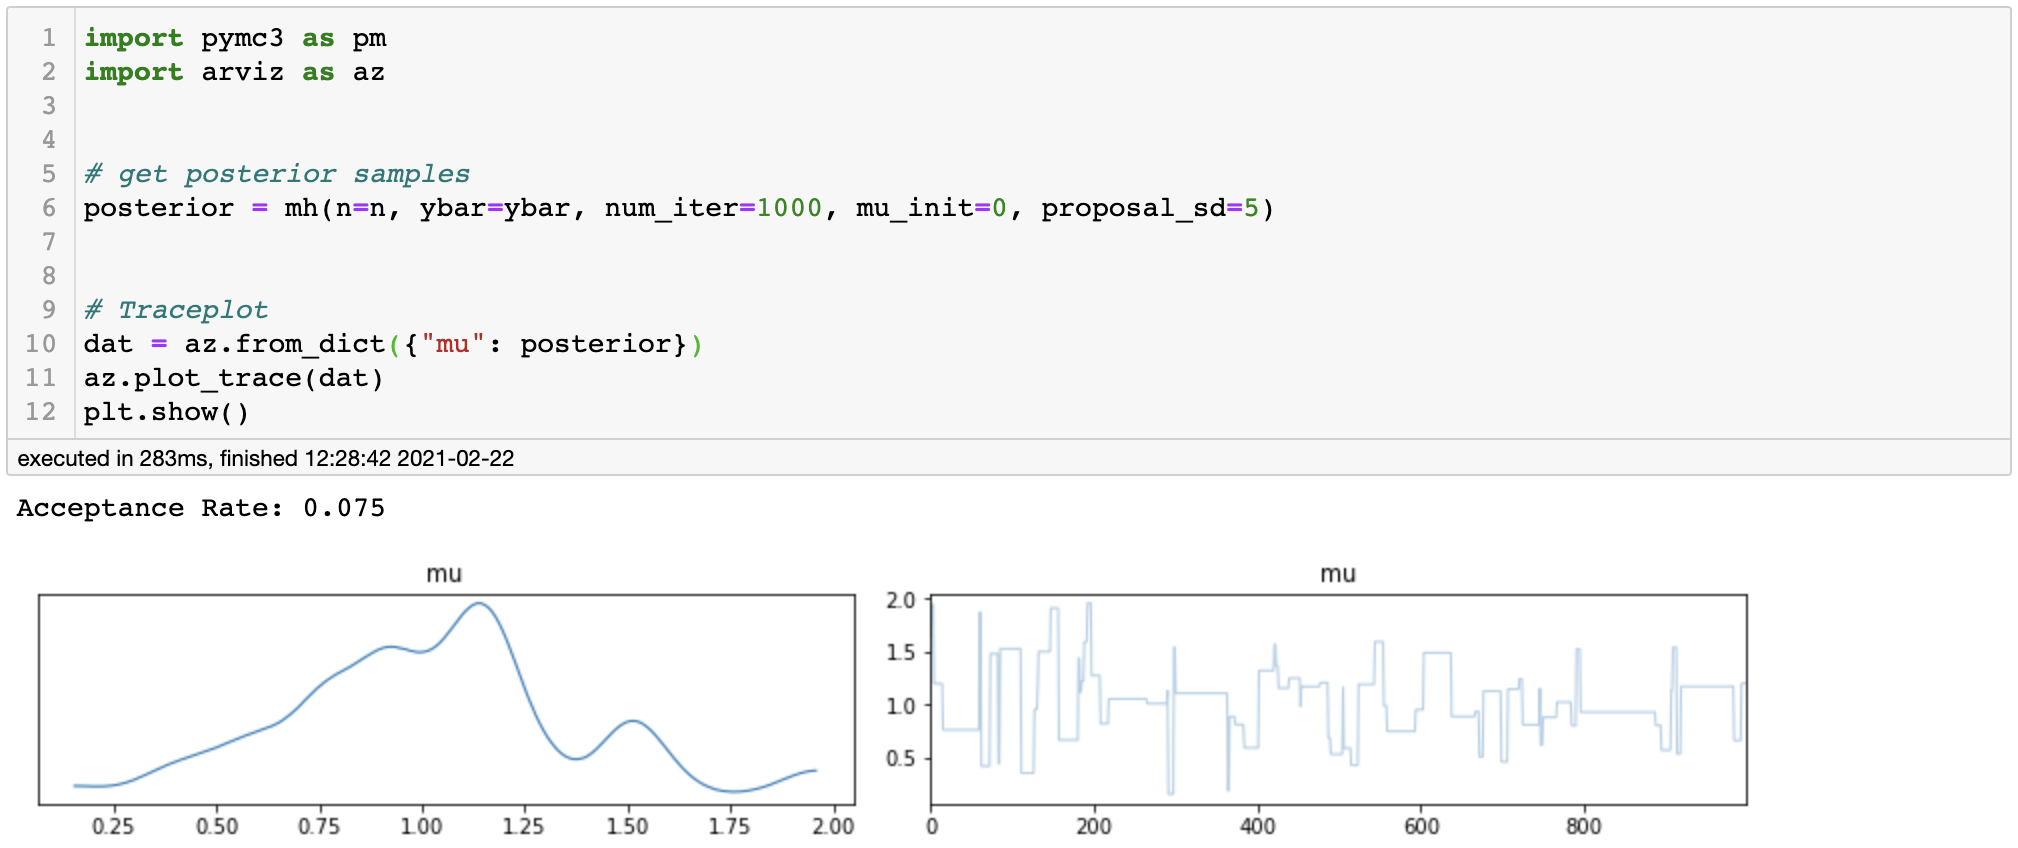 1 import pymc3 as pm
2 import arviz as az
3
4
5 # get posterior samples
6 posterior = mh(n=n, ybar=ybar, num_iter=1000, mu_init=0, proposal_sd=5)
7
8
9 # Traceplot
10 dat = az.from_dict({"mu": posterior})
11 az.plot_trace(dat)
12 plt.show()
executed in 283ms, finished 12:28:42 2021-02-22
Acceptance Rate: 0.075
mu
0.25 0.50 0.75 1.00 1.25 1.50 1.75 2.00
mu
2.0
1.5
1.0
0.5
0 200 400 600 800